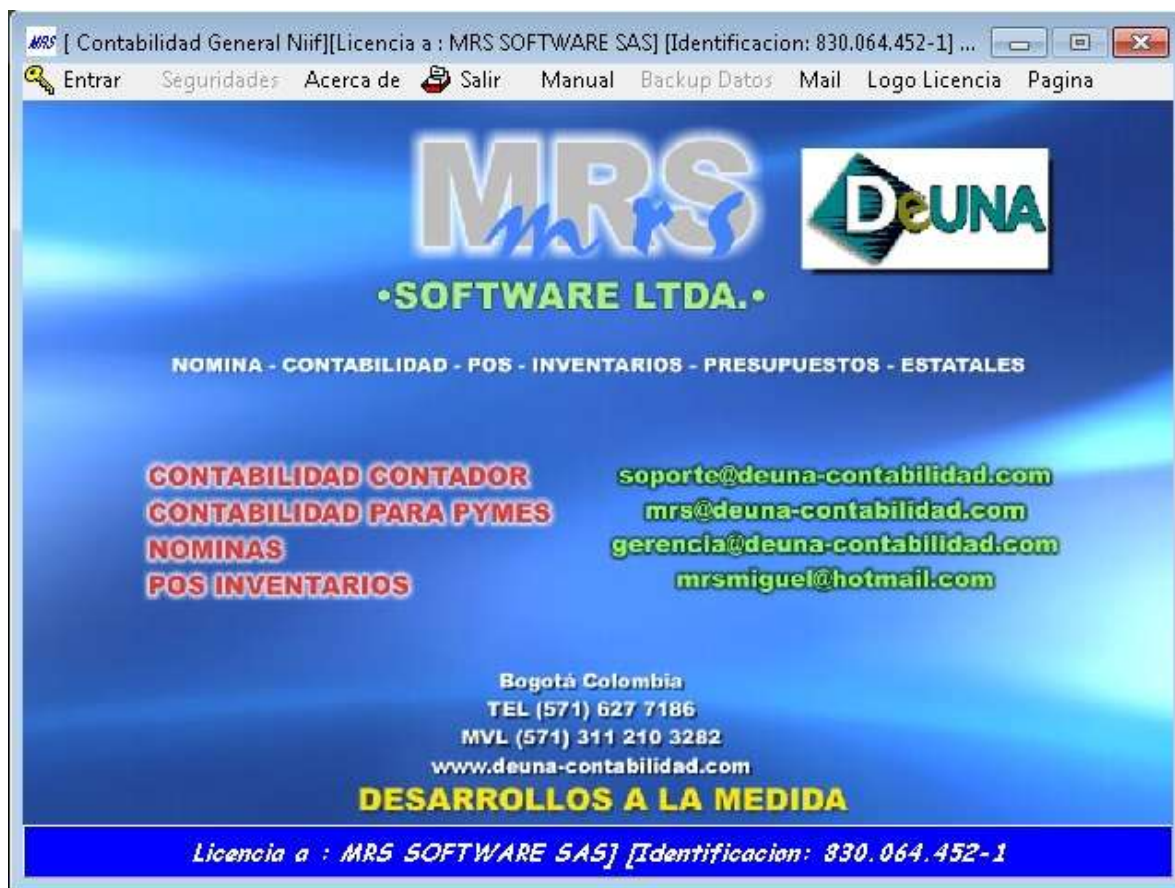 MRS [ Contabilidad General Niif][Licencia a : MRS SOFTWARE SAS] [Identificacion: 830.064.452-1] ...
Entrar Seguridades Acerca de Salir Manual Backup Datos Mail Logo Licencia Pagina
MRS
mrs
DeUNA
•SOFTWARE LTDA.•
NOMINA - CONTABILIDAD - POS - INVENTARIOS - PRESUPUESTOS - ESTATALES
CONTABILIDAD CONTADOR
CONTABILIDAD PARA PYMES
NOMINAS
POS INVENTARIOS
soporte@deuna-contabilidad.com
mrs@deuna-contabilidad.com
gerencia@deuna-contabilidad.com
mrsmiguel@hotmail.com
Bogotá Colombia
TEL (571) 627 7186
MVL (571) 311 210 3282
www.deuna-contabilidad.com
DESARROLLOS A LA MEDIDA
Licencia a : MRS SOFTWARE SAS] [Identificacion: 830.064.452-1